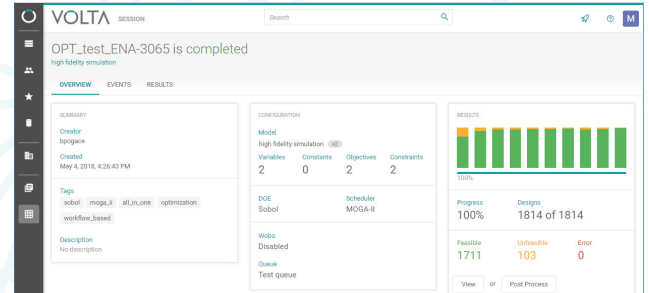 VOLTA SESSION
Search
M
OPT_test_ENA-3065 is completed
high fidelity simulation
OVERVIEW EVENTS RESULTS
SUMMARY
Creator
bpogace
Created
May 4, 2018, 4:26:43 PM
Tags
sobol moga_ii all_in_one optimization
workflow_based
Description
No description
CONFIGURATION
Model
high fidelity simulation v2
Variables Constants Objectives Constraints
2 0 2 2
DOE Scheduler
Sobol MOGA-II
Wobo
Disabled
Queue
Test queue
RESULTS
100%
Progress Designs
100% 1814 of 1814
Feasible Unfeasible Error
1711 103 0
View or Post Process